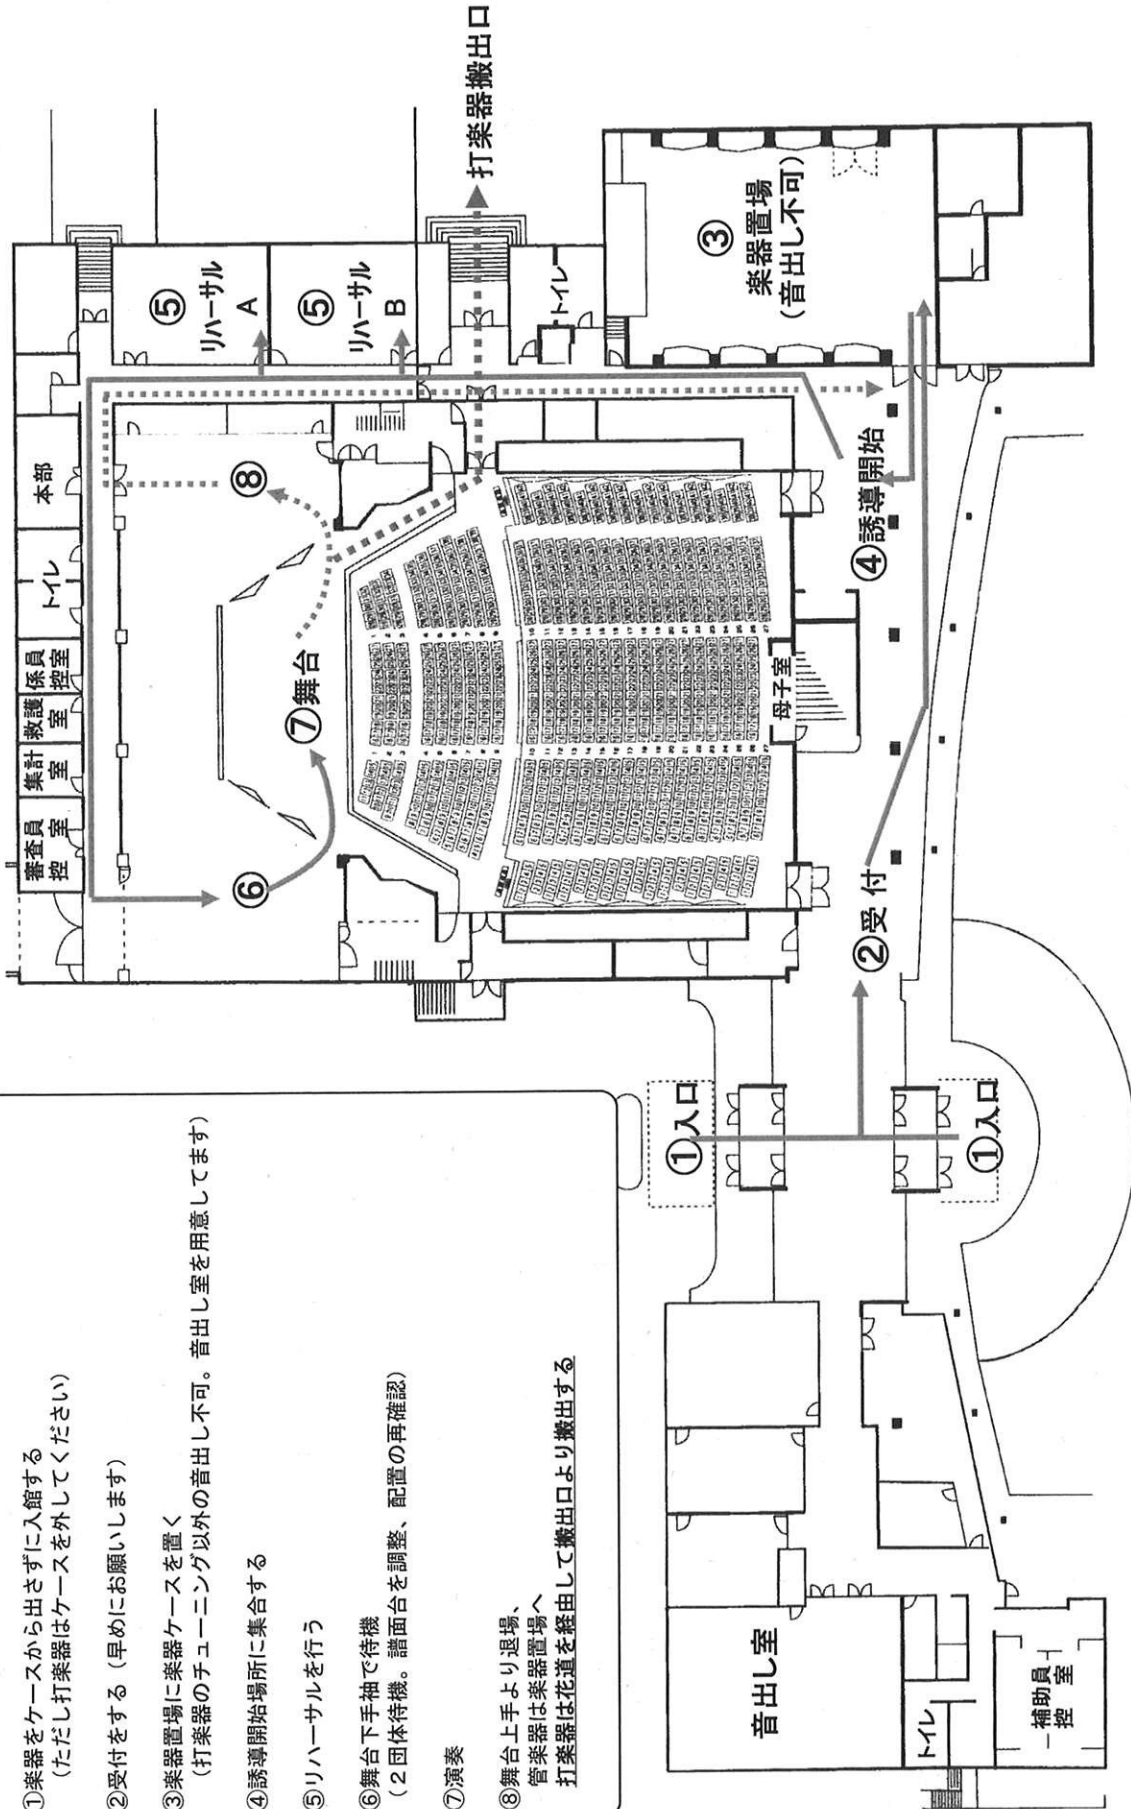 ①楽器をケースから出さずに入館する
(ただし打楽器はケースを外してください)
②受付をする(早めにお願いします)
③楽器置場に楽器ケースを置く
(打楽器のチューニング以外の音出し不可。音出し室を用意してます)
④誘導開始場所に集合する
⑤リハーサルを行う
⑥舞台下手袖で待機
(2団体待機。譜面台を調整、配置の再確認)
⑦演奏
⑧舞台上手より退場、
管楽器は楽器置場へ
打楽器は花道を経由して搬出口より搬出する
審査員
控 室
集計
室
救護
室
係員
控室
トイレ
本部
⑤
リハーサル
A
⑤
リハーサル
B
打楽器搬出口
⑥
⑦舞台
⑧
トイレ
③
楽器置場
(音出し不可)
母子室
④誘導開始
②受付
①入口
①入口
音出し室
トイレ
補助員
控 室